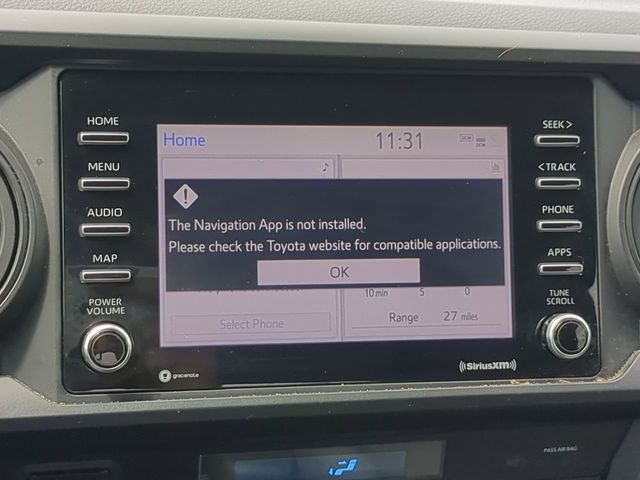 HOME
MENU
AUDIO
MAP
POWER
VOLUME
Home 11:31
DCM
The Navigation App is not installed.
Please check the Toyota website for compatible applications.
OK
Select Phone
10 min 5 0
Range 27 miles
SEEK >
< TRACK
PHONE
APPS
TUNE
SCROLL
gracenote
((SiriusXM))
PASS AIR BAG